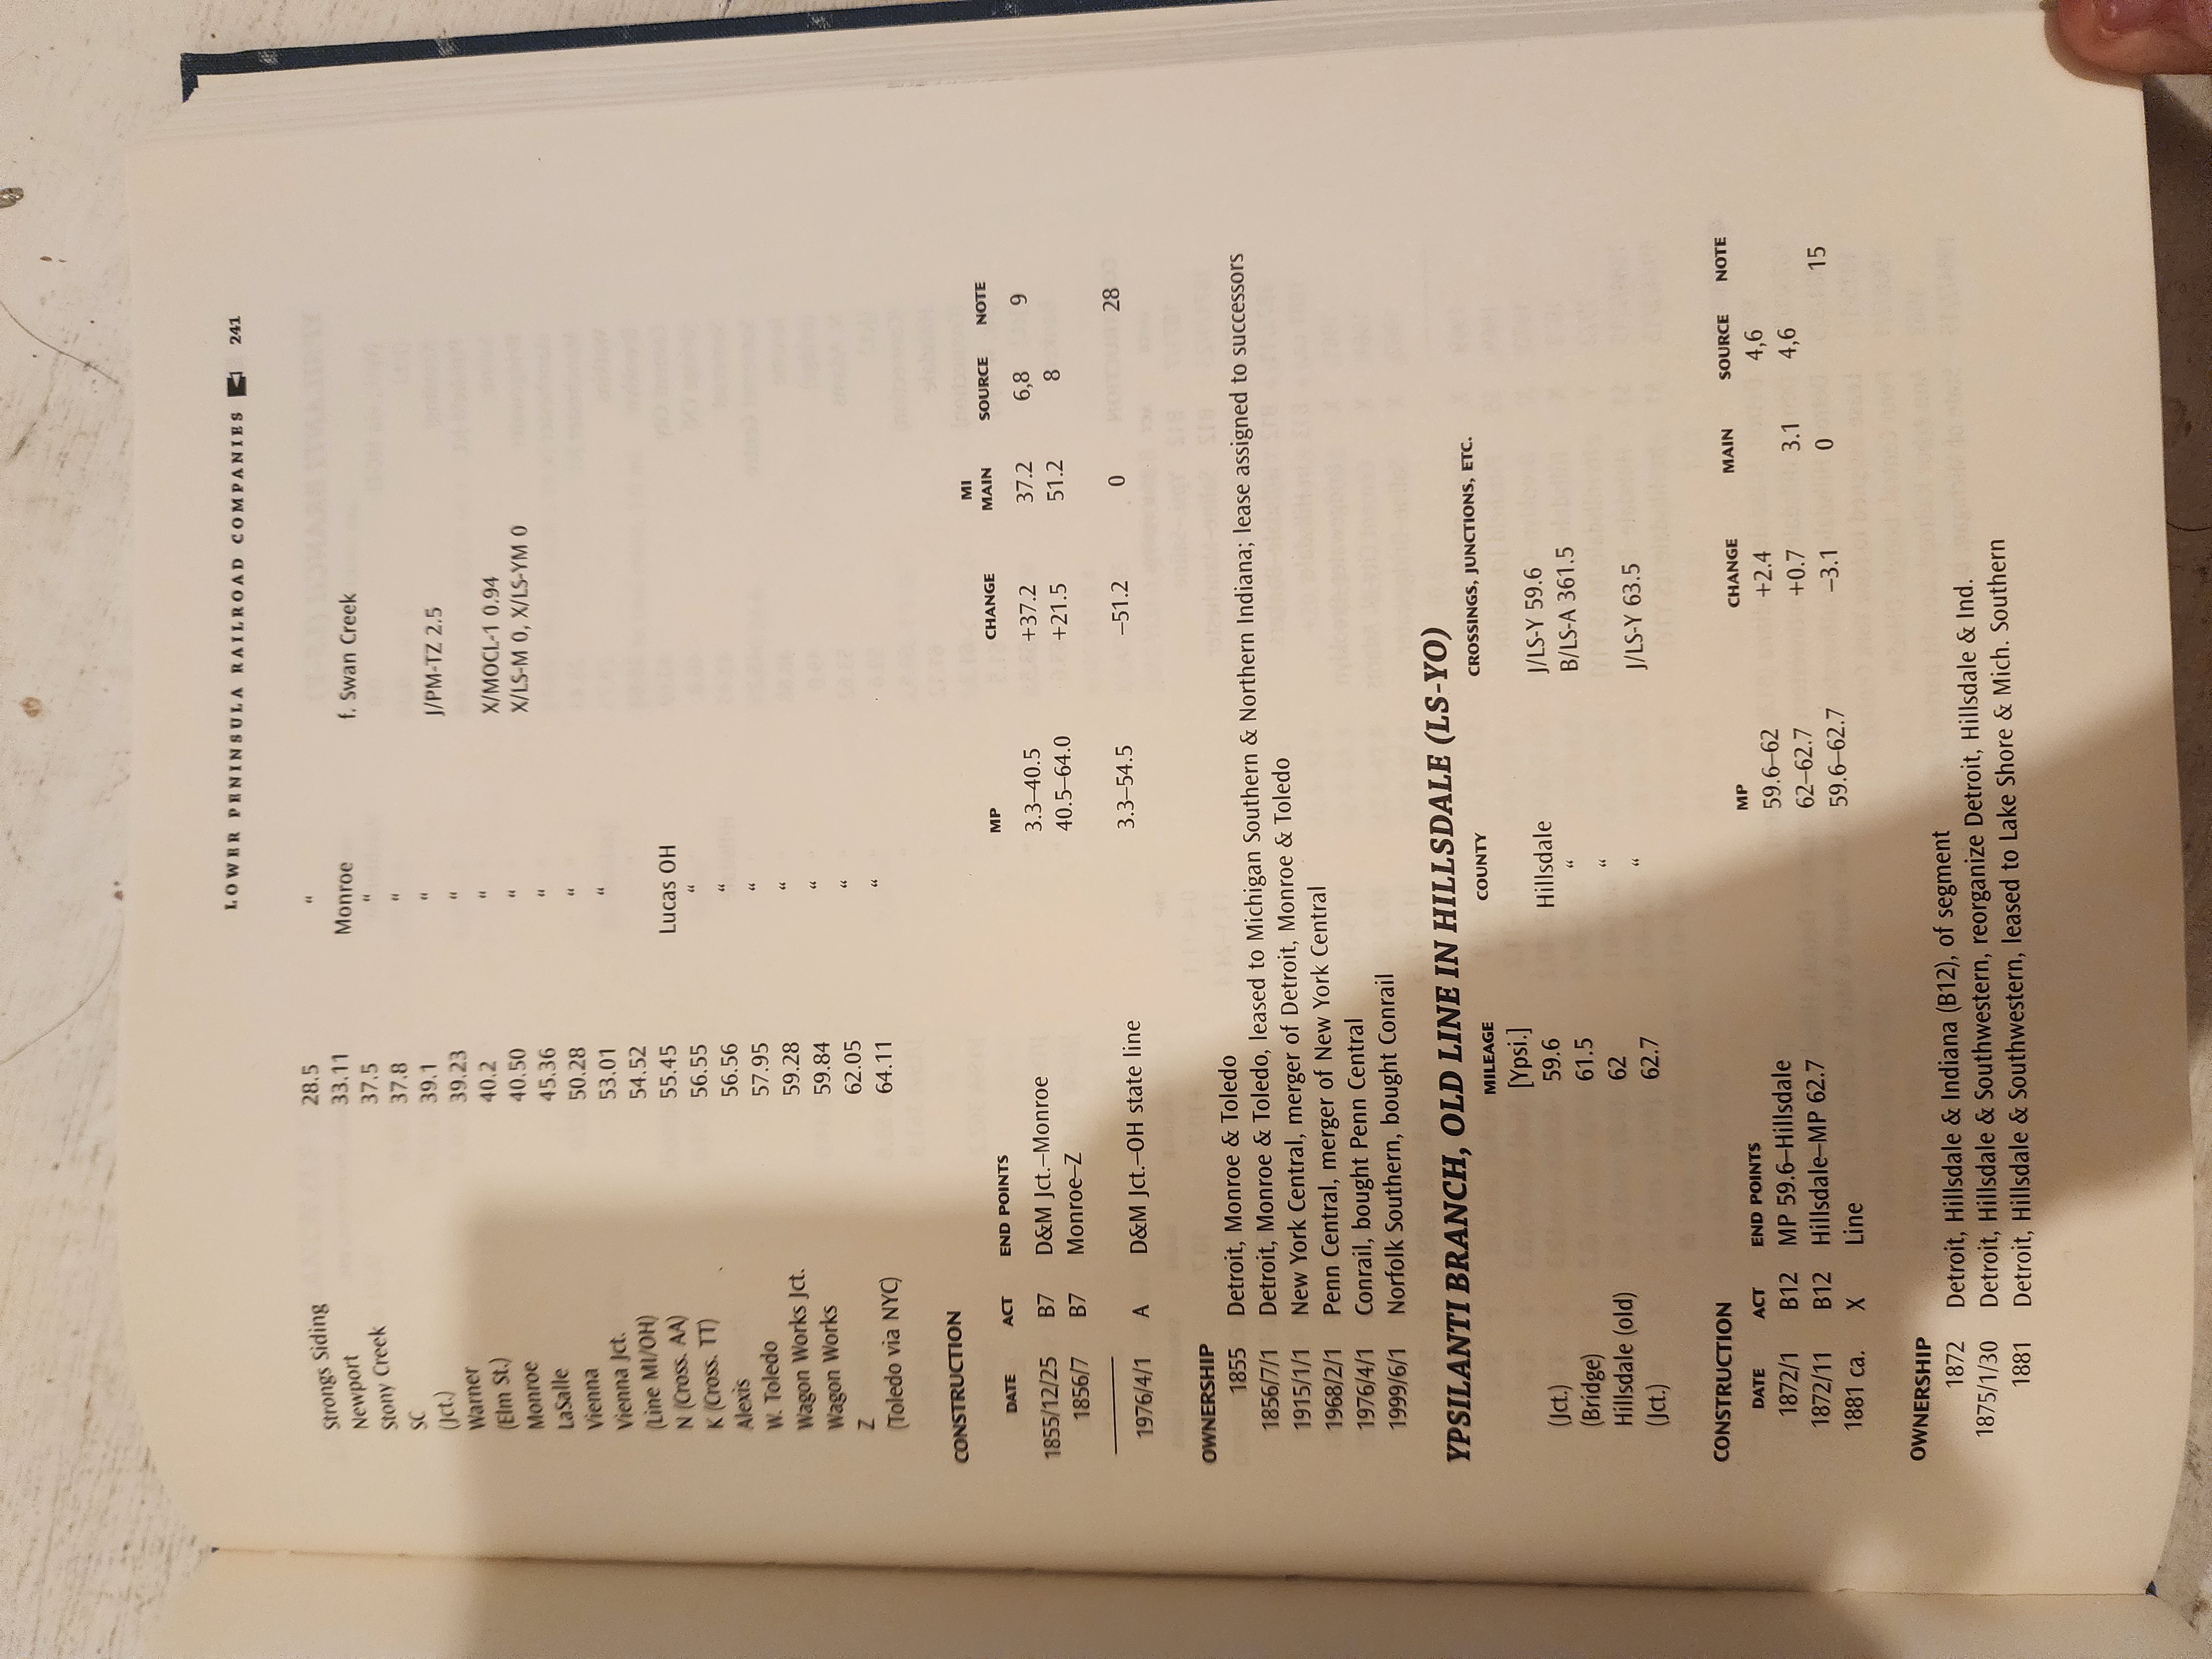 LOWER PENINSULA RAILROAD COMPANIES 241
Strongs Siding 28.5 "
Newport 33.11 Monroe f. Swan Creek
Stony Creek 37.5 "
SC 37.8 "
(Jct.) 39.1 " J/PM-TZ 2.5
Warner 39.23 "
(Elm St.) 40.2 " X/MOCL-1 0.94
Monroe 40.50 " X/LS-M 0, X/LS-YM 0
LaSalle 45.36 "
Vienna 50.28 "
Vienna Jct. 53.01 "
(Line MI/OH) 54.52
N (Cross. AA) 55.45 Lucas OH
K (Cross. TT) 56.55 "
Alexis 56.56 "
W. Toledo 57.95 "
Wagon Works Jct. 59.28 "
Wagon Works 59.84 "
Z 62.05 "
(Toledo via NYC) 64.11 "
CONSTRUCTION
DATE ACT END POINTS MP CHANGE MI MAIN SOURCE NOTE
1855/12/25 B7 D&M Jct.–Monroe 3.3–40.5 +37.2 37.2 6,8 9
1856/7 B7 Monroe–Z 40.5–64.0 +21.5 51.2 8
1976/4/1 A D&M Jct.–OH state line 3.3–54.5 –51.2 0 28
OWNERSHIP
1855 Detroit, Monroe & Toledo
1856/7/1 Detroit, Monroe & Toledo, leased to Michigan Southern & Northern Indiana; lease assigned to successors
1915/1/1 New York Central, merger of Detroit, Monroe & Toledo
1968/2/1 Penn Central, merger of New York Central
1976/4/1 Conrail, bought Penn Central
1999/6/1 Norfolk Southern, bought Conrail
YPSILANTI BRANCH, OLD LINE IN HILLSDALE (LS-YO)
MILEAGE COUNTY CROSSINGS, JUNCTIONS, ETC.
[Ypsi.]
(Jct.) 59.6 Hillsdale J/LS-Y 59.6
(Bridge) 61.5 " B/LS-A 361.5
Hillsdale (old) 62 "
(Jct.) 62.7 " J/LS-Y 63.5
CONSTRUCTION
DATE ACT END POINTS MP CHANGE MAIN SOURCE NOTE
1872/1 B12 MP 59.6–Hillsdale 59.6–62 +2.4 4,6
1872/11 B12 Hillsdale–MP 62.7 62–62.7 +0.7 3.1 4,6
1881 ca. X Line 59.6–62.7 –3.1 0 15
OWNERSHIP
1872 Detroit, Hillsdale & Indiana (B12), of segment
1875/1/30 Detroit, Hillsdale & Southwestern, reorganize Detroit, Hillsdale & Ind.
1881 Detroit, Hillsdale & Southwestern, leased to Lake Shore & Mich. Southern